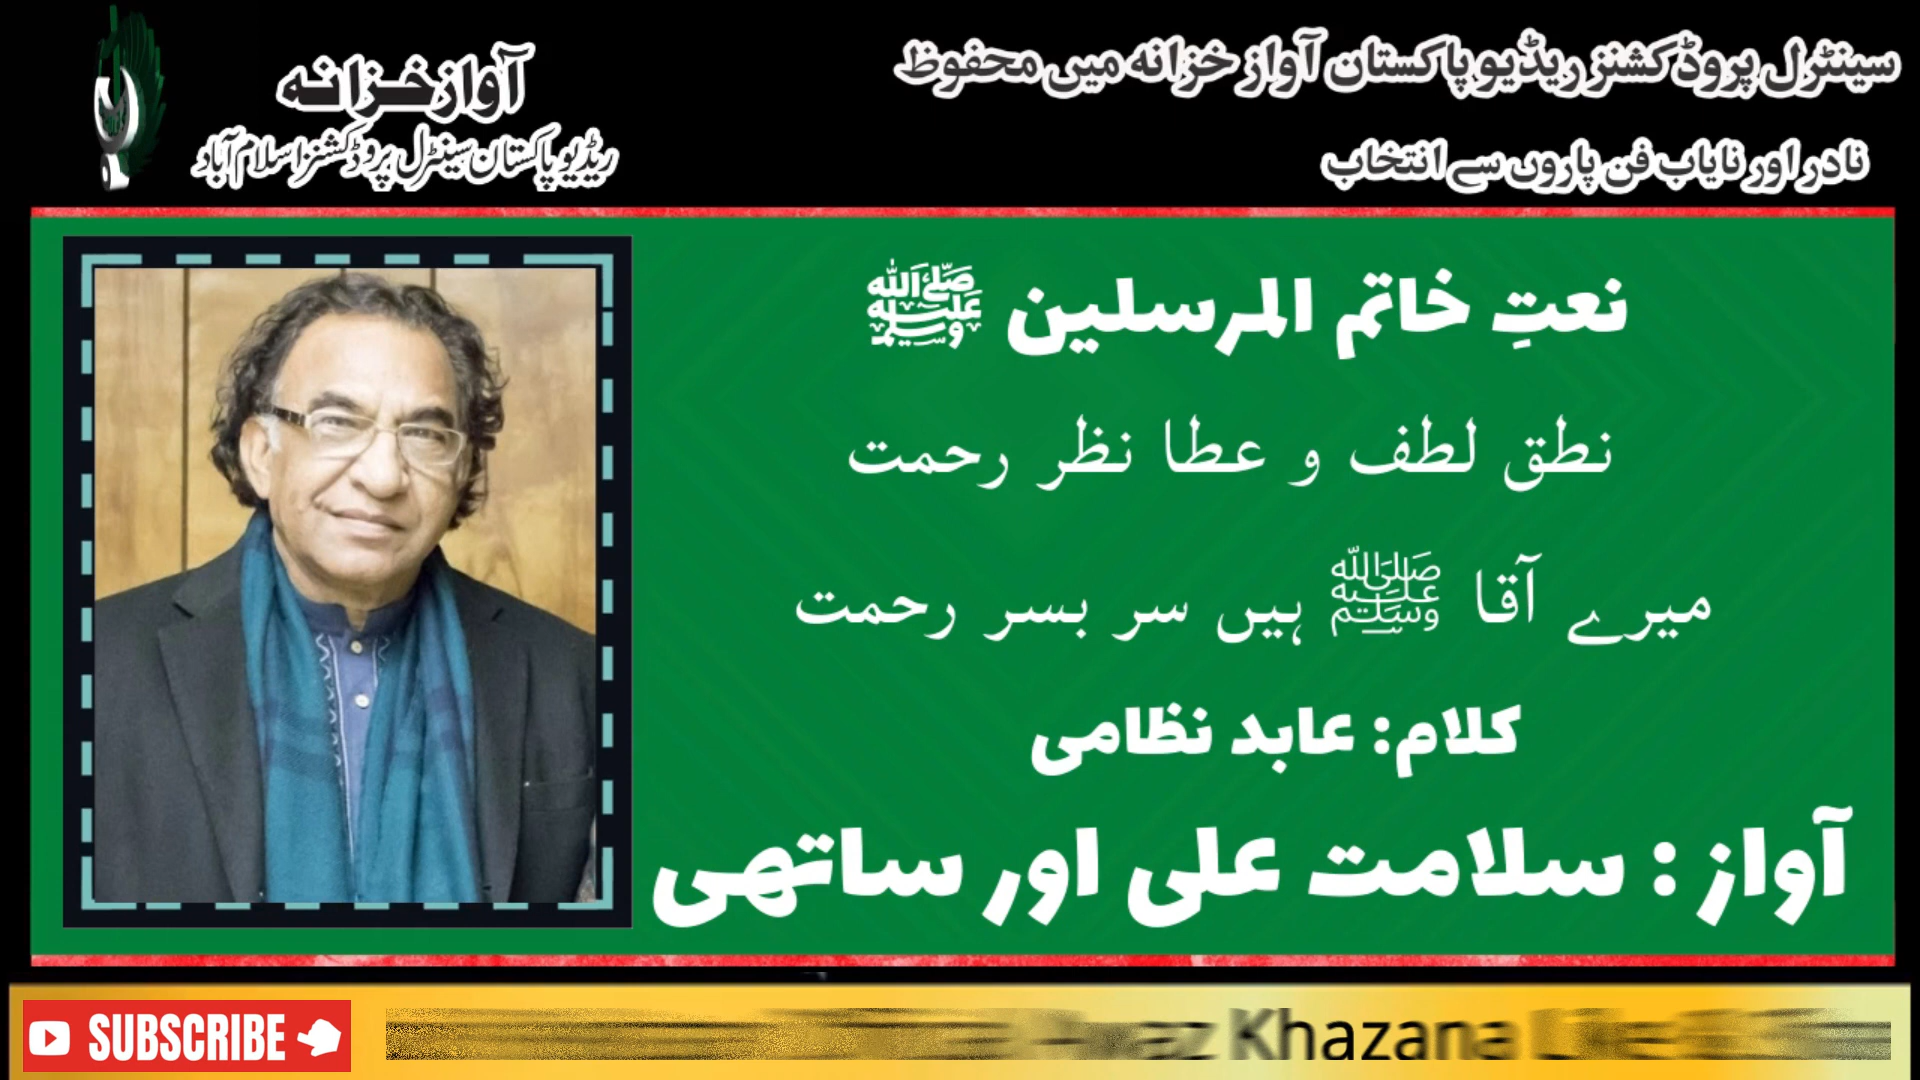 سینٹرل پروڈکشنز ریڈیو پاکستان آواز خزانہ میں محفوظ
نادر اور نایاب فن پاروں سے انتخاب
آواز خزانہ
ریڈیو پاکستان سینٹرل پروڈکشنز اسلام آباد
نعتِ خاتم المرسلین ﷺ
نطق لطف و عطا نظر رحمت
میرے آقا ﷺ ہیں سر بسر رحمت
کلام: عابد نظامی
آواز : سلامت علی اور ساتھی
SUBSCRIBE
Khazana